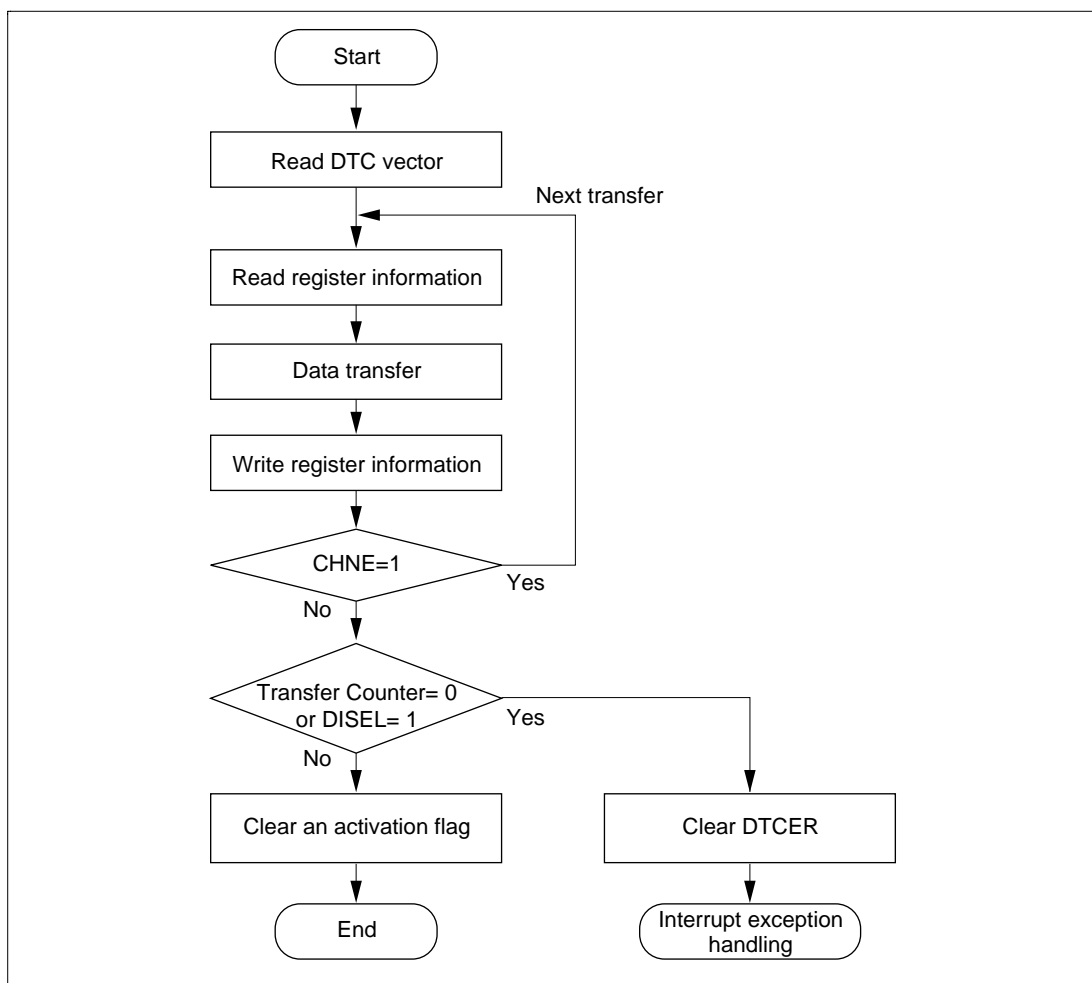 Start
Read DTC vector
Next transfer
Read register information
Data transfer
Write register information
CHNE=1
Yes
No
Transfer Counter= 0
or DISEL= 1
Yes
No
Clear an activation flag
Clear DTCER
End
Interrupt exception
handling